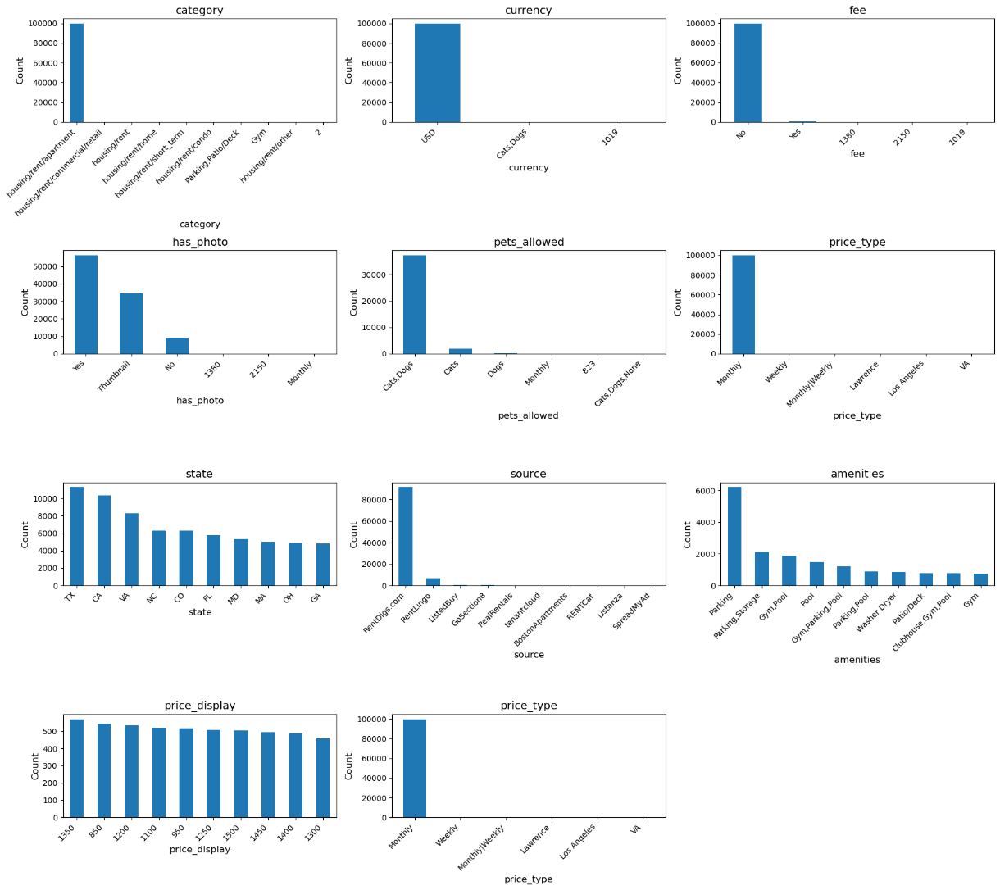 category
100000
80000
60000
40000
20000
0
Count
housing/rent/apartment
housing/rent/commercial/retail
housing/rent
housing/rent/home
housing/rent/short_term
housing/rent/condo
Parking,Patio/Deck
Gym
housing/rent/other
2
category
currency
100000
80000
60000
40000
20000
0
Count
USD
Cats,Dogs
1019
currency
fee
100000
80000
60000
40000
20000
0
Count
No
Yes
1380
2150
1019
fee
has_photo
50000
40000
30000
20000
10000
0
Count
Yes
Thumbnail
No
1380
2150
Monthly
has_photo
pets_allowed
30000
20000
10000
0
Count
Cats,Dogs
Cats
Dogs
Monthly
823
Cats,Dogs,None
pets_allowed
price_type
100000
80000
60000
40000
20000
0
Count
Monthly
Weekly
Monthly|Weekly
Lawrence
Los Angeles
VA
price_type
state
10000
8000
6000
4000
2000
0
Count
TX
CA
VA
NC
CO
FL
MD
MA
OH
GA
state
source
80000
60000
40000
20000
0
Count
RentDigs.com
RentLingo
ListedBuy
GoSection8
RealRentals
tenantcloud
BostonApartments
RENTCaf
Listanza
SpreadMyAd
source
amenities
6000
4000
2000
0
Count
Parking
Parking,Storage
Gym,Pool
Pool
Gym,Parking,Pool
Parking,Pool
Washer Dryer
Patio/Deck
Clubhouse,Gym,Pool
Gym
amenities
price_display
500
400
300
200
100
0
Count
1350
850
1200
1100
950
1250
1500
1450
1400
1300
price_display
price_type
100000
80000
60000
40000
20000
0
Count
Monthly
Weekly
Monthly|Weekly
Lawrence
Los Angeles
VA
price_type